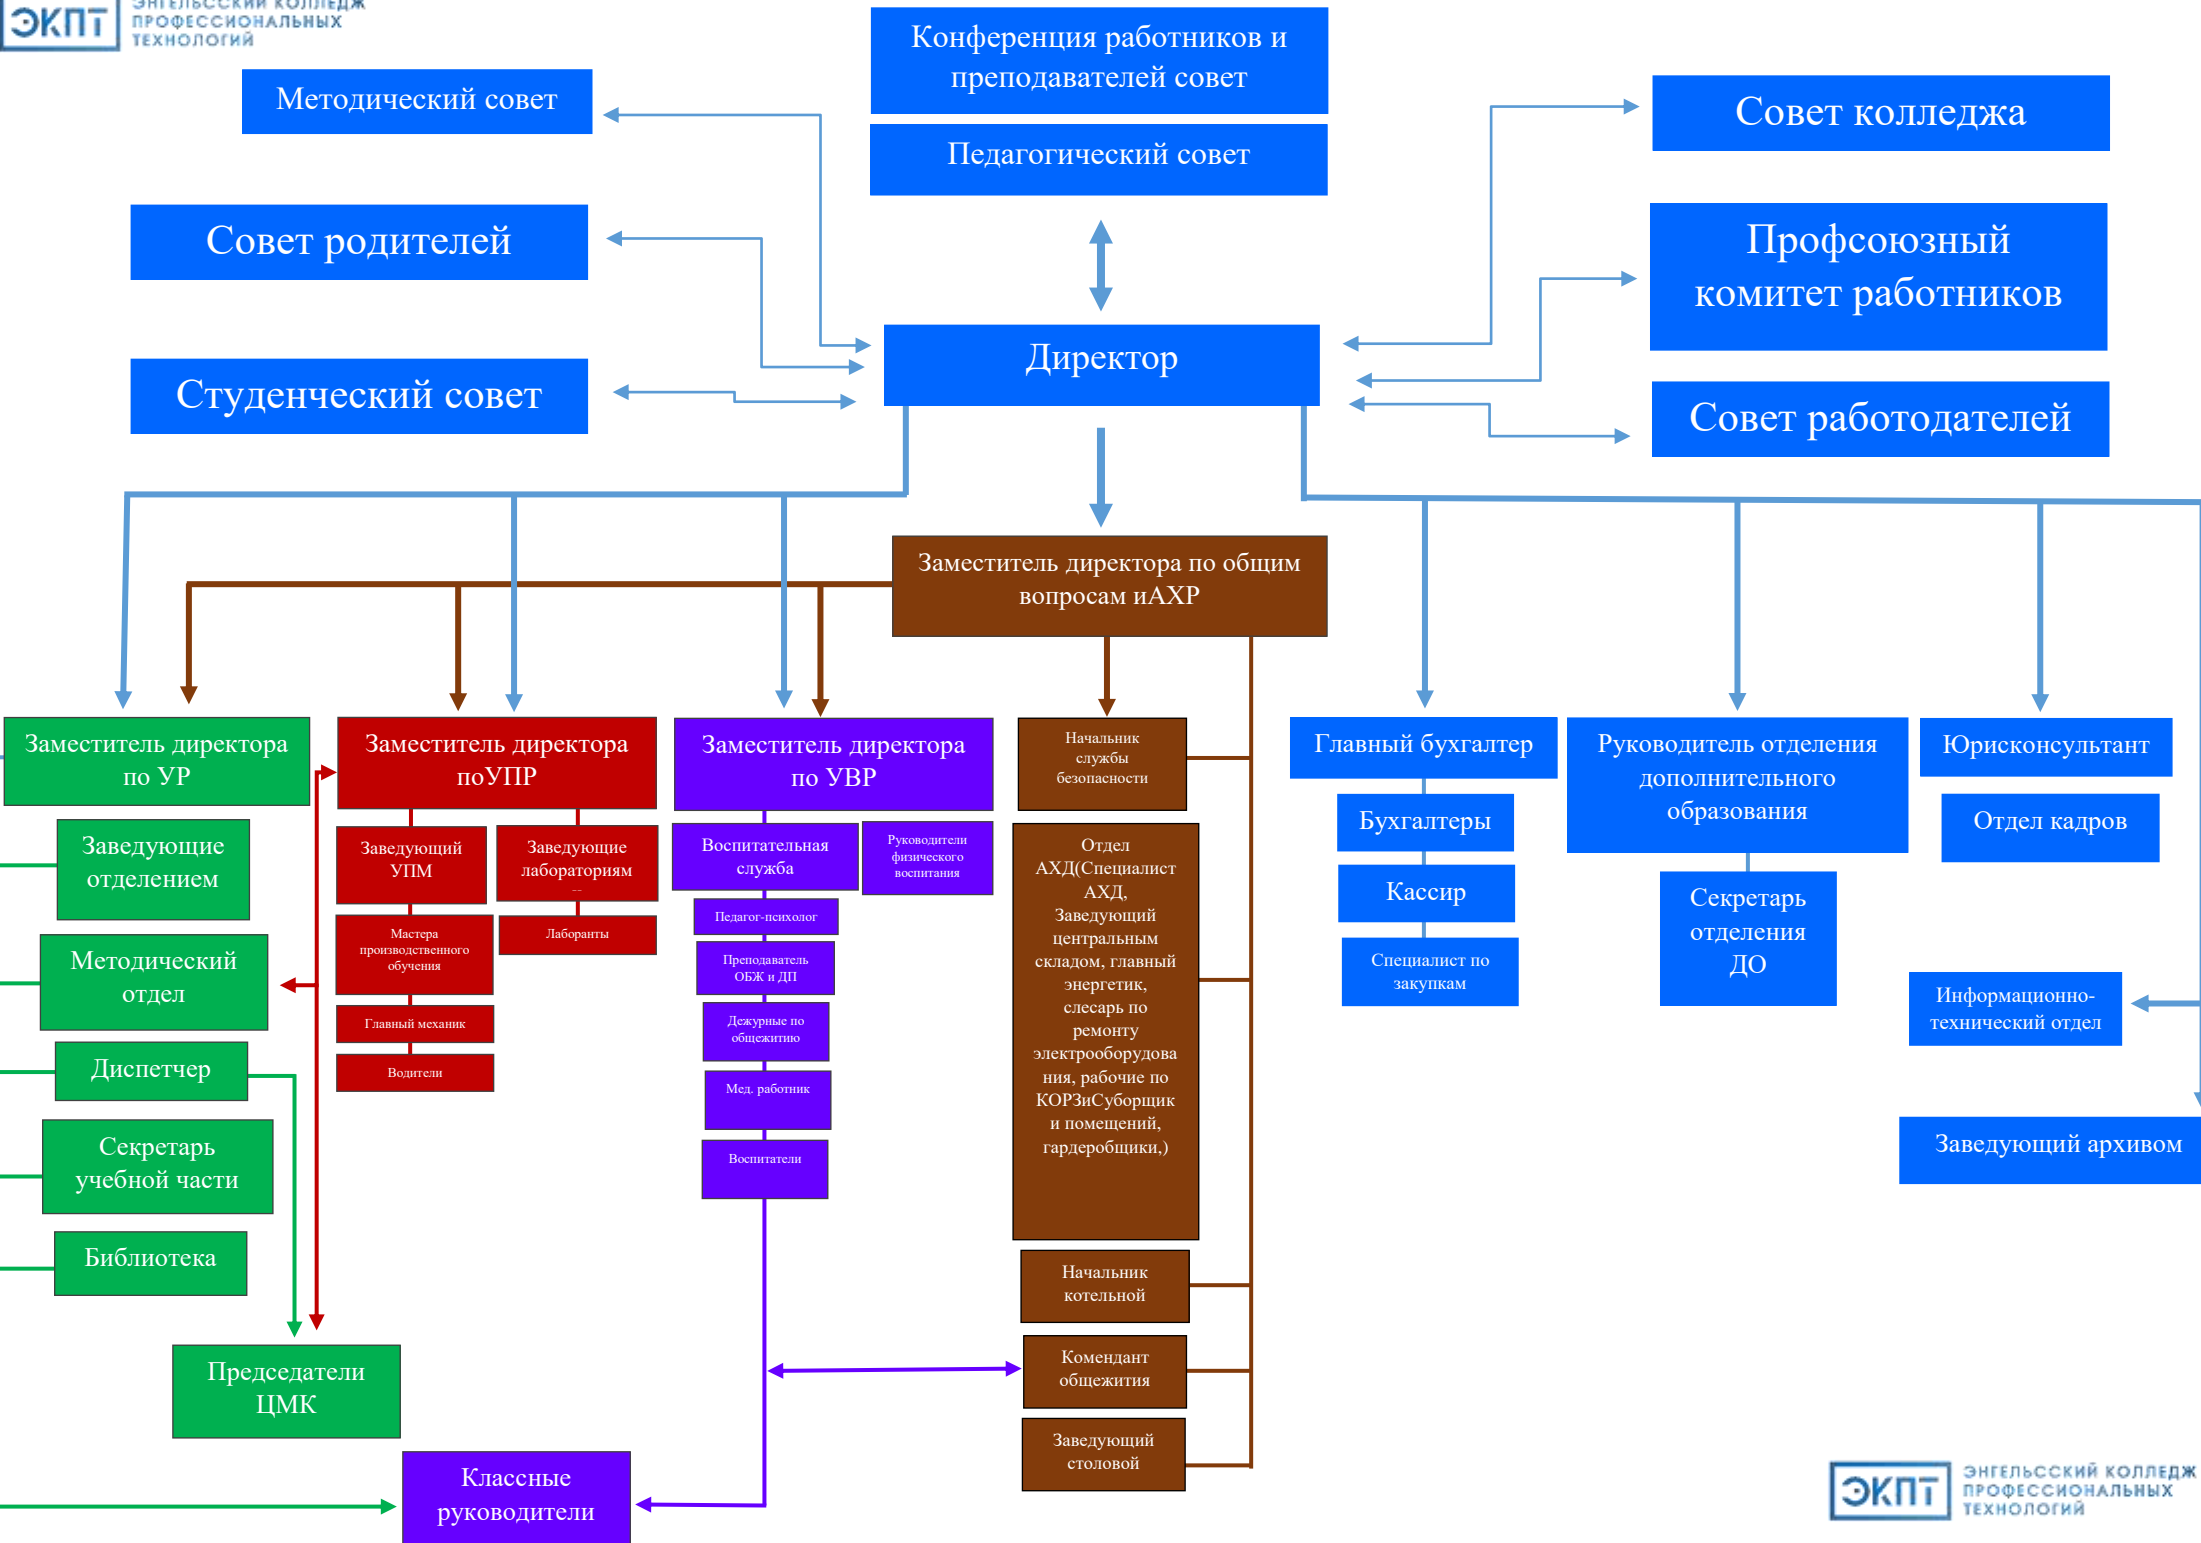 ЭКПТ
ЭНГЕЛЬССКИЙ КОЛЛЕДЖ
ПРОФЕССИОНАЛЬНЫХ
ТЕХНОЛОГИЙ
Конференция работников и
преподавателей совет
Педагогический совет
Методический совет
Совет родителей
Студенческий совет
Совет колледжа
Профсоюзный
комитет работников
Совет работодателей
Директор
Заместитель директора по общим
вопросам иАХР
Заместитель директора
по УР
Заведующие
отделением
Методический
отдел
Диспетчер
Секретарь
учебной части
Библиотека
Председатели
ЦМК
Заместитель директора
поУПР
Заведующий
УПМ
Мастера
производственного
обучения
Главный механик
Водители
Заведующие
лабораториям
Лаборанты
Заместитель директора
по УВР
Воспитательная
служба
Руководители
физического
воспитания
Педагог-психолог
Преподаватель
ОБЖ и ДП
Дежурные по
общежитию
Мед. работник
Воспитатели
Классные
руководители
Начальник
службы
безопасности
Отдел
АХД(Специалист
АХД,
Заведующий
центральным
складом, главный
энергетик,
слесарь по
ремонту
электрооборудова
ния, рабочие по
КОРЗиСуборщик
и помещений,
гардеробщики,)
Начальник
котельной
Комендант
общежития
Заведующий
столовой
Главный бухгалтер
Бухгалтеры
Кассир
Специалист по
закупкам
Руководитель отделения
дополнительного
образования
Секретарь
отделения
ДО
Юрисконсультант
Отдел кадров
Информационно-
технический отдел
Заведующий архивом
ЭКПТ
ЭНГЕЛЬССКИЙ КОЛЛЕДЖ
ПРОФЕССИОНАЛЬНЫХ
ТЕХНОЛОГИЙ